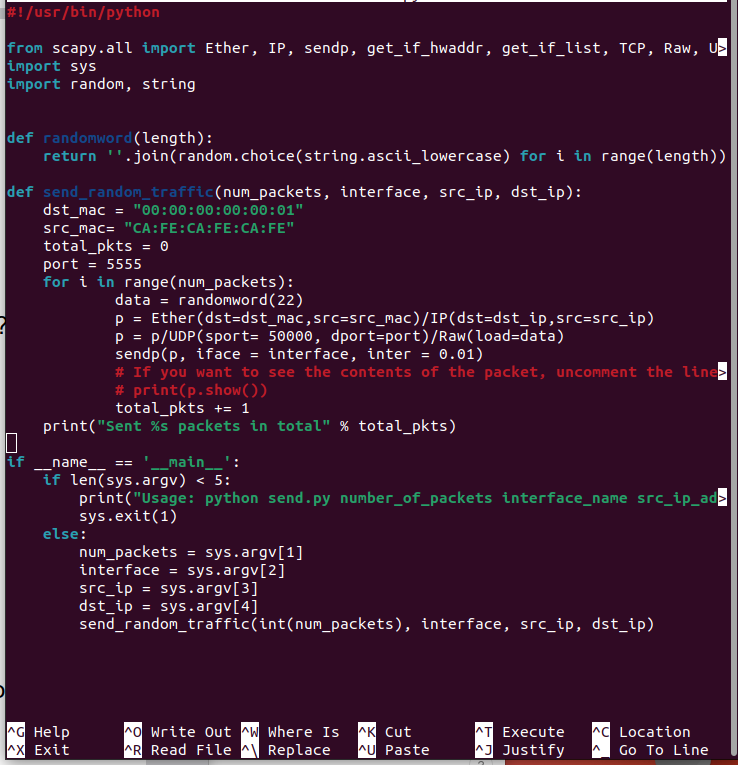 #!/usr/bin/python

from scapy.all import Ether, IP, sendp, get_if_hwaddr, get_if_list, TCP, Raw, U>
import sys
import random, string


def randomword(length):
    return ''.join(random.choice(string.ascii_lowercase) for i in range(length))

def send_random_traffic(num_packets, interface, src_ip, dst_ip):
    dst_mac = "00:00:00:00:00:01"
    src_mac= "CA:FE:CA:FE:CA:FE"
    total_pkts = 0
    port = 5555
    for i in range(num_packets):
            data = randomword(22)
            p = Ether(dst=dst_mac,src=src_mac)/IP(dst=dst_ip,src=src_ip)
            p = p/UDP(sport= 50000, dport=port)/Raw(load=data)
            sendp(p, iface = interface, inter = 0.01)
            # If you want to see the contents of the packet, uncomment the line>
            # print(p.show())
            total_pkts += 1
    print("Sent %s packets in total" % total_pkts)

if __name__ == '__main__':
    if len(sys.argv) < 5:
        print("Usage: python send.py number_of_packets interface_name src_ip_ad>
        sys.exit(1)
    else:
        num_packets = sys.argv[1]
        interface = sys.argv[2]
        src_ip = sys.argv[3]
        dst_ip = sys.argv[4]
        send_random_traffic(int(num_packets), interface, src_ip, dst_ip)

^G Help ^O Write Out ^W Where Is ^K Cut ^T Execute ^C Location
^X Exit ^R Read File ^\ Replace ^U Paste ^J Justify ^_ Go To Line